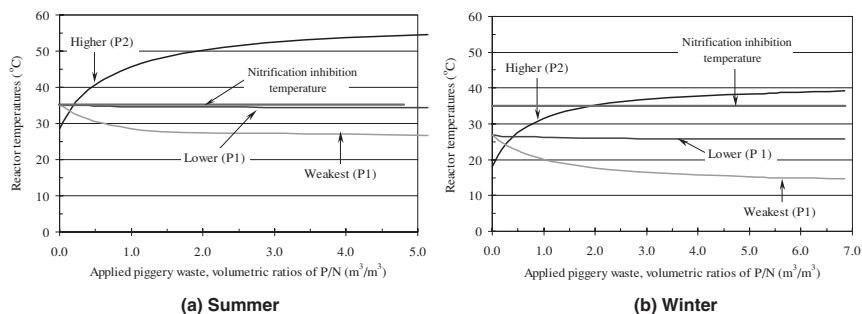 60
50
40
30
20
10
0
Reactor temperatures (°C)
Higher (P2)
Nitrification inhibition
temperature
Lower (P1)
Weakest (P1)
0.0 1.0 2.0 3.0 4.0 5.0
Applied piggery waste, volumetric ratios of P/N (m³/m³)
(a) Summer
60
50
40
30
20
10
0
Reactor temperatures (°C)
Nitrification inhibition
temperature
Higher (P2)
Lower (P 1)
Weakest (P1)
0.0 1.0 2.0 3.0 4.0 5.0 6.0 7.0
Applied piggery waste, volumetric ratios of P/N (m³/m³)
(b) Winter